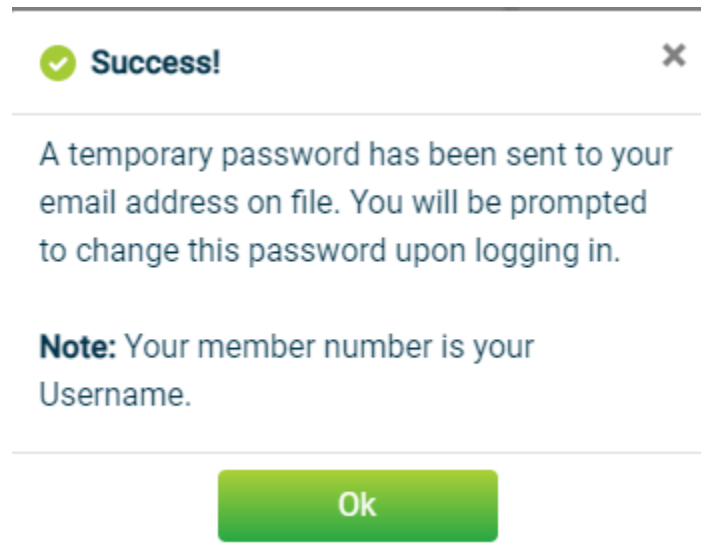 Success!
A temporary password has been sent to your
email address on file. You will be prompted
to change this password upon logging in.
Note: Your member number is your
Username.
Ok